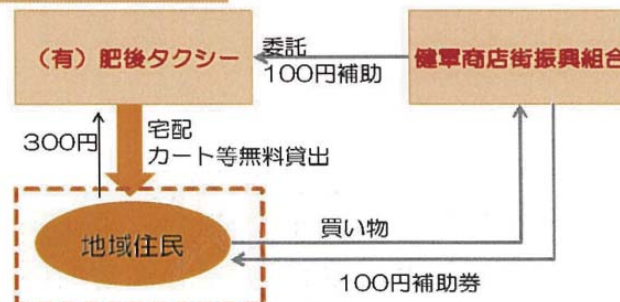 (有)肥後タクシー
委託
100円補助
健軍商店街振興組合
300円
宅配
カート等無料貸出
地域住民
買い物
100円補助券